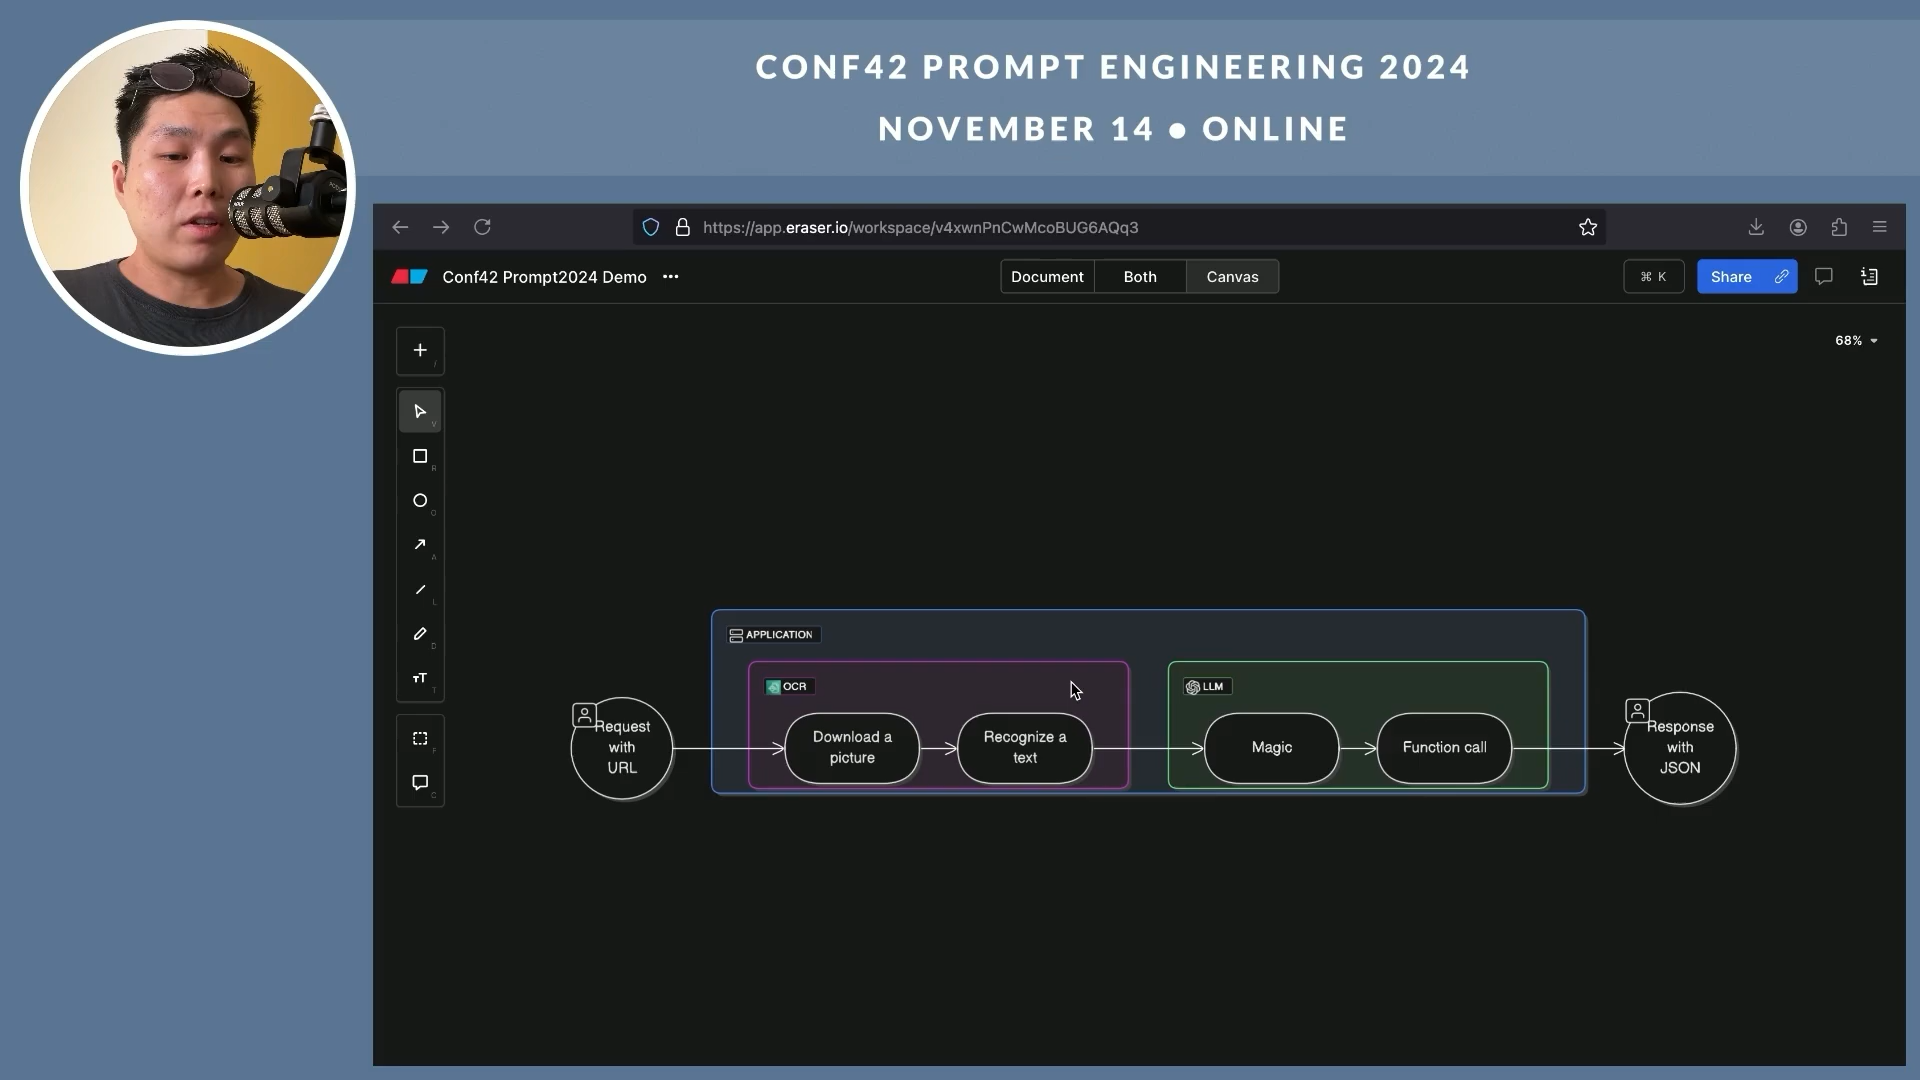 CONF42 PROMPT ENGINEERING 2024
NOVEMBER 14 • ONLINE
https://app.eraser.io/workspace/v4xwnPnCwMcoBUG6AQq3
Conf42 Prompt2024 Demo
Document
Both
Canvas
⌘ K
Share
68%
/
V
R
O
A
L
D
T
F
C
APPLICATION
OCR
LLM
Request
with
URL
Download a
picture
Recognize a
text
Magic
Function call
Response
with
JSON